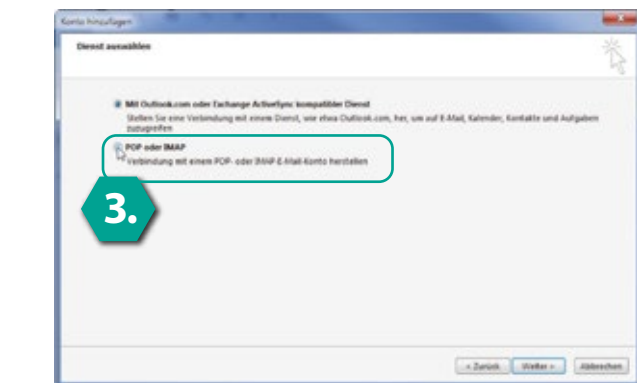 Konto hinzufügen
Dienst auswählen
Mit Outlook.com oder Exchange ActiveSync kompatibler Dienst
Stellen Sie eine Verbindung mit einem Dienst, wie etwa Outlook.com, her, um auf E-Mail, Kalender, Kontakte und Aufgaben
zuzugreifen
POP oder IMAP
Verbindung mit einem POP- oder IMAP-E-Mail-Konto herstellen
3.
< Zurück Weiter > Abbrechen